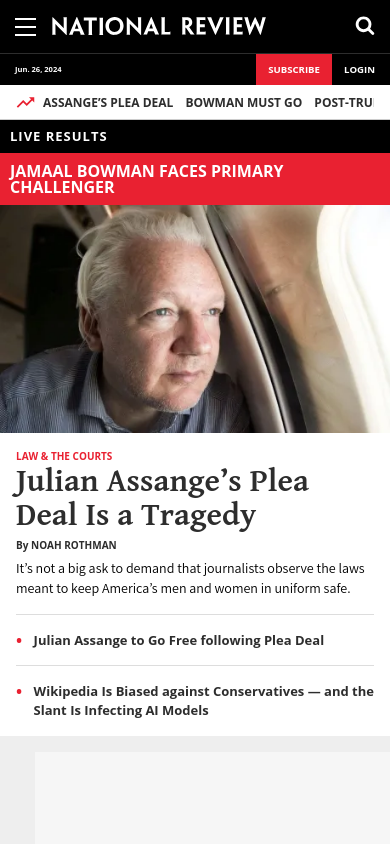 NATIONAL REVIEW
Jun. 26, 2024
SUBSCRIBE
LOGIN
ASSANGE’S PLEA DEAL BOWMAN MUST GO POST-TRU
LIVE RESULTS
JAMAAL BOWMAN FACES PRIMARY
CHALLENGER
LAW & THE COURTS
Julian Assange’s Plea
Deal Is a Tragedy
By NOAH ROTHMAN
It’s not a big ask to demand that journalists observe the laws
meant to keep America’s men and women in uniform safe.
• Julian Assange to Go Free following Plea Deal
• Wikipedia Is Biased against Conservatives — and the
Slant Is Infecting AI Models